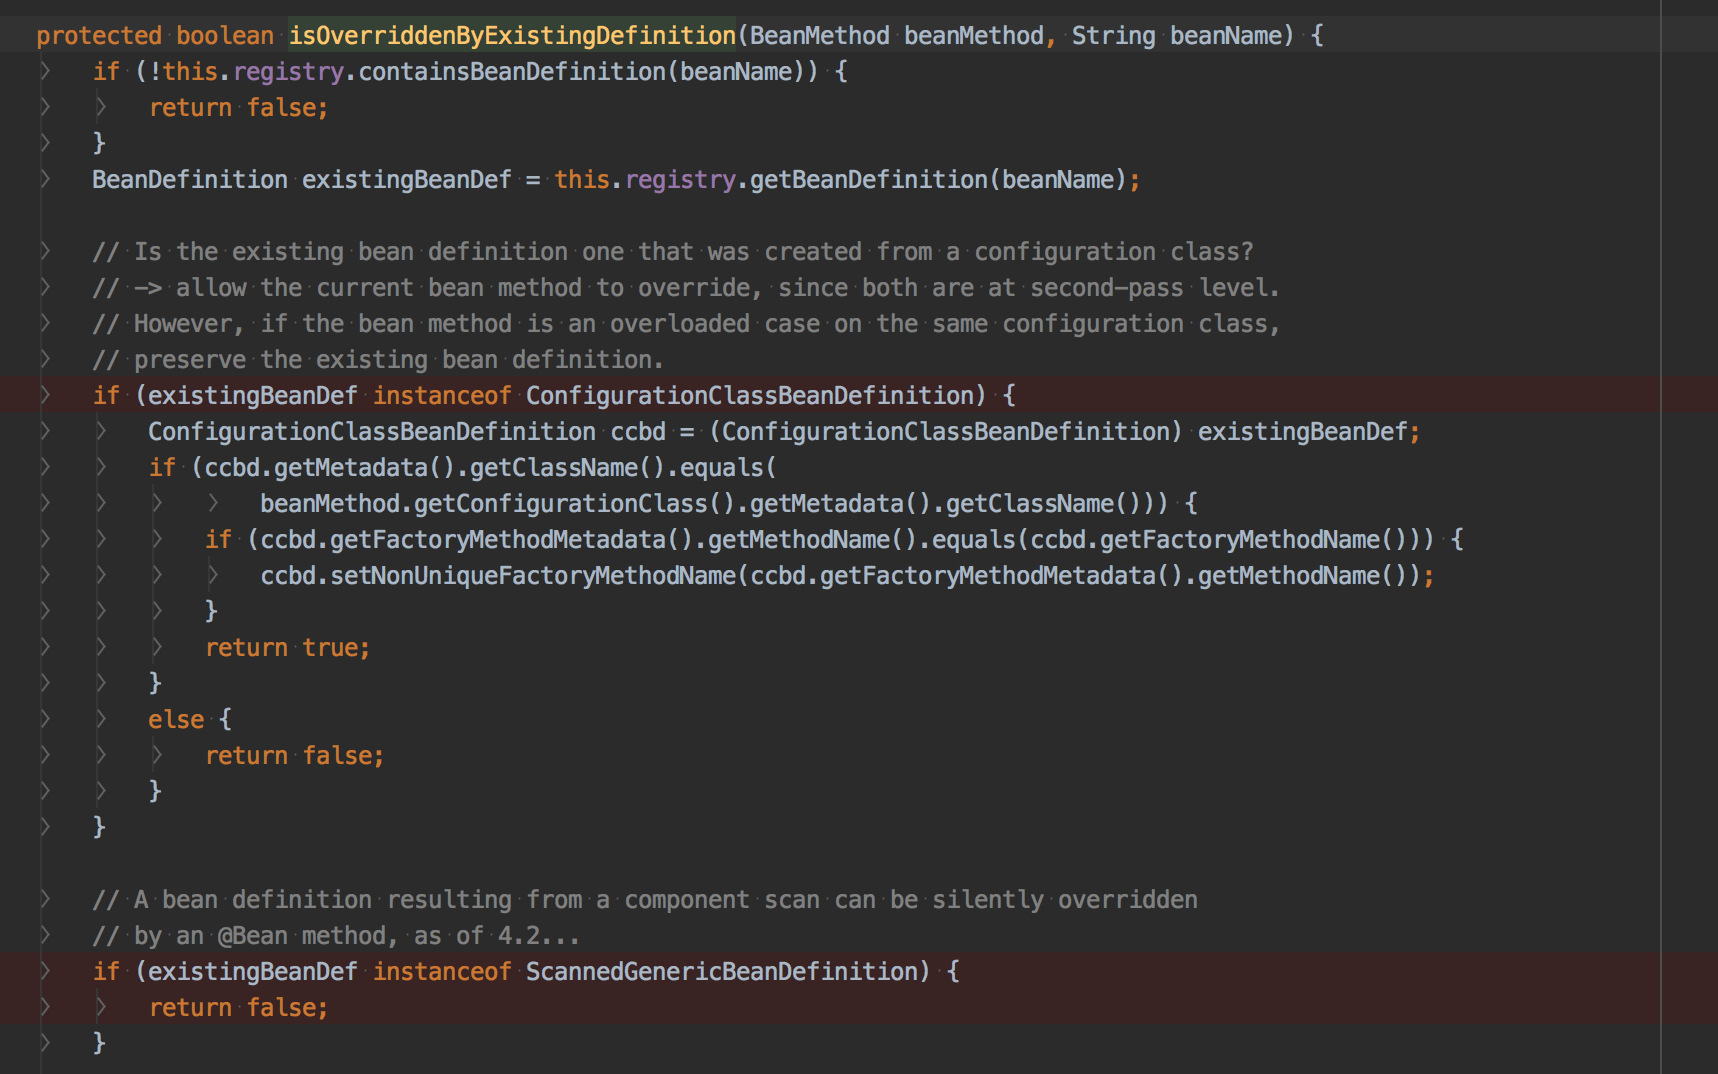 protected boolean isOverriddenByExistingDefinition(BeanMethod beanMethod, String beanName) {
if (!this.registry.containsBeanDefinition(beanName)) {
return false;
}
BeanDefinition existingBeanDef = this.registry.getBeanDefinition(beanName);
// Is the existing bean definition one that was created from a configuration class?
// -> allow the current bean method to override, since both are at second-pass level.
// However, if the bean method is an overloaded case on the same configuration class,
// preserve the existing bean definition.
if (existingBeanDef instanceof ConfigurationClassBeanDefinition) {
ConfigurationClassBeanDefinition ccbd = (ConfigurationClassBeanDefinition) existingBeanDef;
if (ccbd.getMetadata().getClassName().equals(
beanMethod.getConfigurationClass().getMetadata().getClassName())) {
if (ccbd.getFactoryMethodMetadata().getMethodName().equals(ccbd.getFactoryMethodName())) {
ccbd.setNonUniqueFactoryMethodName(ccbd.getFactoryMethodMetadata().getMethodName());
}
return true;
}
else {
return false;
}
}
// A bean definition resulting from a component scan can be silently overridden
// by an @Bean method, as of 4.2...
if (existingBeanDef instanceof ScannedGenericBeanDefinition) {
return false;
}